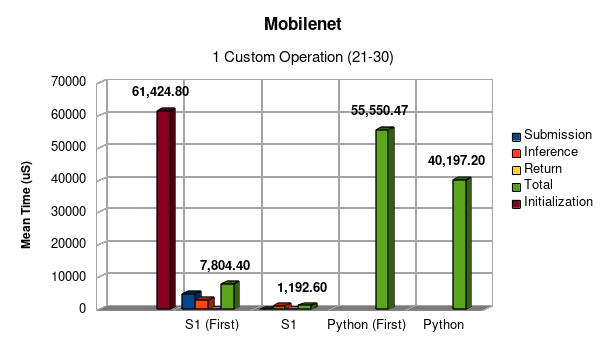 Mobilenet
1 Custom Operation (21-30)
Mean Time (uS)
70000
60000
50000
40000
30000
20000
10000
0
61,424.80
7,804.40
1,192.60
55,550.47
40,197.20
S1 (First)
S1
Python (First)
Python
Submission
Inference
Return
Total
Initialization